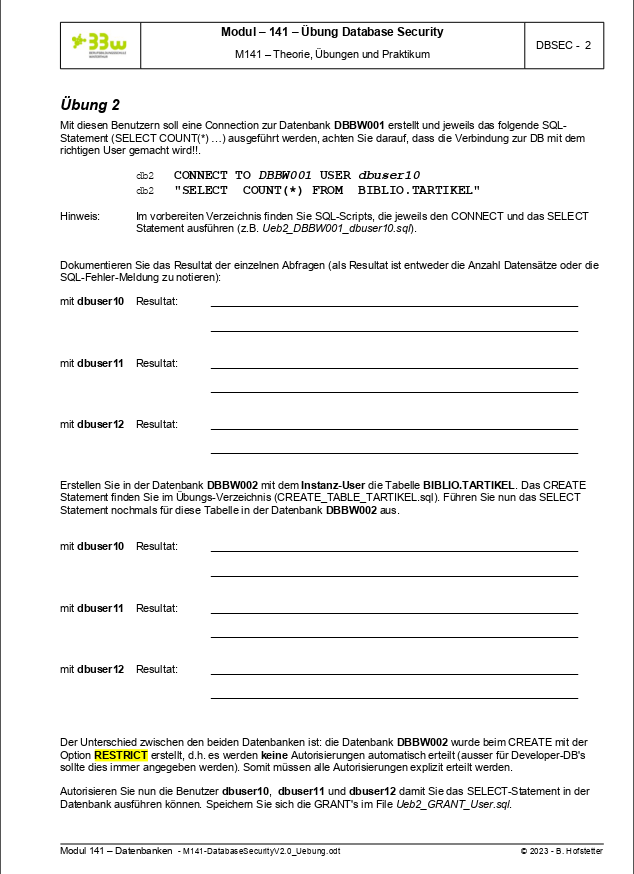 BBW
Modul – 141 – Übung Database Security
M141 – Theorie, Übungen und Praktikum
DBSEC - 2
Übung 2
Mit diesen Benutzern soll eine Connection zur Datenbank DBBW001 erstellt und jeweils das folgende SQL-
Statement (SELECT COUNT(*) …) ausgeführt werden, achten Sie darauf, dass die Verbindung zur DB mit dem
richtigen User gemacht wird!!.
db2 CONNECT TO DBBW001 USER dbuser10
db2 "SELECT COUNT(*) FROM BIBLIO.TARTIKEL"
Hinweis: Im vorbereiten Verzeichnis finden Sie SQL-Scripts, die jeweils den CONNECT und das SELECT
Statement ausführen (z.B. Ueb2_DBBW001_dbuser10.sql).
Dokumentieren Sie das Resultat der einzelnen Abfragen (als Resultat ist entweder die Anzahl Datensätze oder die
SQL-Fehler-Meldung zu notieren):
mit dbuser10 Resultat:
mit dbuser11 Resultat:
mit dbuser12 Resultat:
Erstellen Sie in der Datenbank DBBW002 mit dem Instanz-User die Tabelle BIBLIO.TARTIKEL. Das CREATE
Statement finden Sie im Übungs-Verzeichnis (CREATE_TABLE_TARTIKEL.sql). Führen Sie nun das SELECT
Statement nochmals für diese Tabelle in der Datenbank DBBW002 aus.
mit dbuser10 Resultat:
mit dbuser11 Resultat:
mit dbuser12 Resultat:
Der Unterschied zwischen den beiden Datenbanken ist: die Datenbank DBBW002 wurde beim CREATE mit der
Option RESTRICT erstellt, d.h. es werden keine Autorisierungen automatisch erteilt (ausser für Developer-DB's
sollte dies immer angegeben werden). Somit müssen alle Autorisierungen explizit erteilt werden.
Autorisieren Sie nun die Benutzer dbuser10, dbuser11 und dbuser12 damit Sie das SELECT-Statement in der
Datenbank ausführen können. Speichern Sie sich die GRANT's im File Ueb2_GRANT_User.sql.
Modul 141 – Datenbanken - M141-DatabaseSecurityV2.0_Uebung.odt
© 2023 - B. Hofstetter